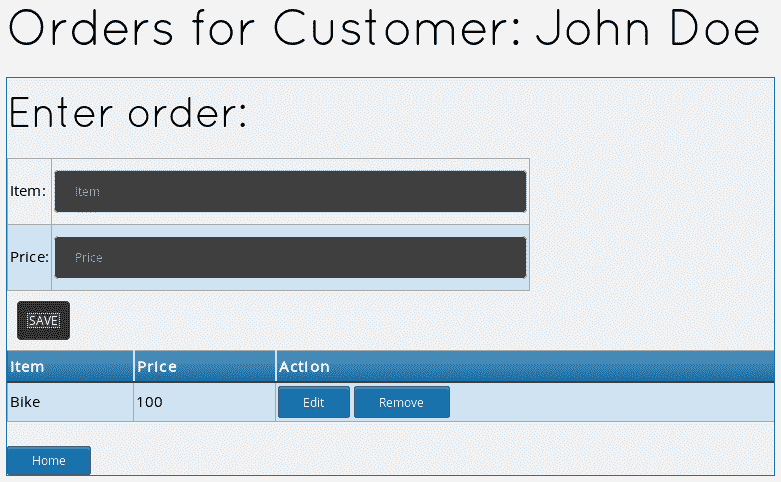 Orders for Customer: John Doe
Enter order:
Item: Item
Price: Price
SAVE
Item Price Action
Bike 100 Edit Remove
Home